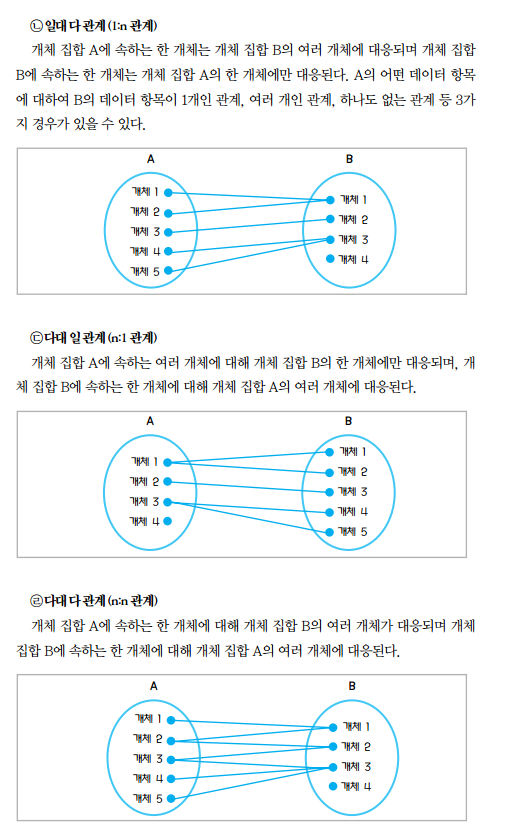 ㉡ 일대 다 관계 (1:n 관계)
개체 집합 A에 속하는 한 개체는 개체 집합 B의 여러 개체에 대응되며 개체 집합
B에 속하는 한 개체는 개체 집합 A의 한 개체에만 대응된다. A의 어떤 데이터 항목
에 대하여 B의 데이터 항목이 1개인 관계, 여러 개인 관계, 하나도 없는 관계 등 3가
지 경우가 있을 수 있다.
A B
개체 1 개체 1
개체 2 개체 2
개체 3 개체 3
개체 4 개체 4
개체 5
㉢ 다대 일 관계 (n:1 관계)
개체 집합 A에 속하는 여러 개체에 대해 개체 집합 B의 한 개체에만 대응되며, 개
체 집합 B에 속하는 한 개체에 대해 개체 집합 A의 여러 개체에 대응된다.
A B
개체 1 개체 1
개체 2 개체 2
개체 3 개체 3
개체 4 개체 4
개체 5
㉣ 다대 다 관계 (n:n 관계)
개체 집합 A에 속하는 한 개체에 대해 개체 집합 B의 여러 개체가 대응되며 개체
집합 B에 속하는 한 개체에 대해 개체 집합 A의 여러 개체에 대응된다.
A B
개체 1 개체 1
개체 2 개체 2
개체 3 개체 3
개체 4 개체 4
개체 5